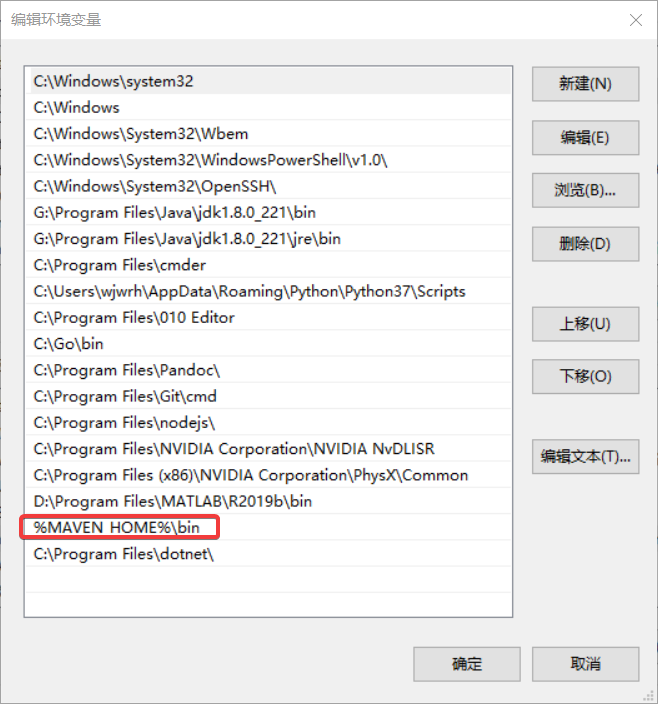 编辑环境变量
C:\Windows\system32
C:\Windows
C:\Windows\System32\Wbem
C:\Windows\System32\WindowsPowerShell\v1.0\
C:\Windows\System32\OpenSSH\
G:\Program Files\Java\jdk1.8.0_221\bin
G:\Program Files\Java\jdk1.8.0_221\jre\bin
C:\Program Files\cmder
C:\Users\wjwrh\AppData\Roaming\Python\Python37\Scripts
C:\Program Files\010 Editor
C:\Go\bin
C:\Program Files\Pandoc\
C:\Program Files\Git\cmd
C:\Program Files\nodejs\
C:\Program Files\NVIDIA Corporation\NVIDIA NvDLISR
C:\Program Files (x86)\NVIDIA Corporation\PhysX\Common
D:\Program Files\MATLAB\R2019b\bin
%MAVEN_HOME%\bin
C:\Program Files\dotnet\
新建(N)
编辑(E)
浏览(B)...
删除(D)
上移(U)
下移(O)
编辑文本(T)...
确定
取消